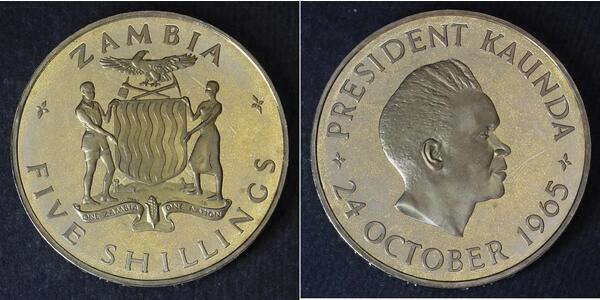 ZAMBIA
ONE ZAMBIA ONE NATION
FIVE SHILLINGS
PRESIDENT KAUNDA
24 OCTOBER 1965